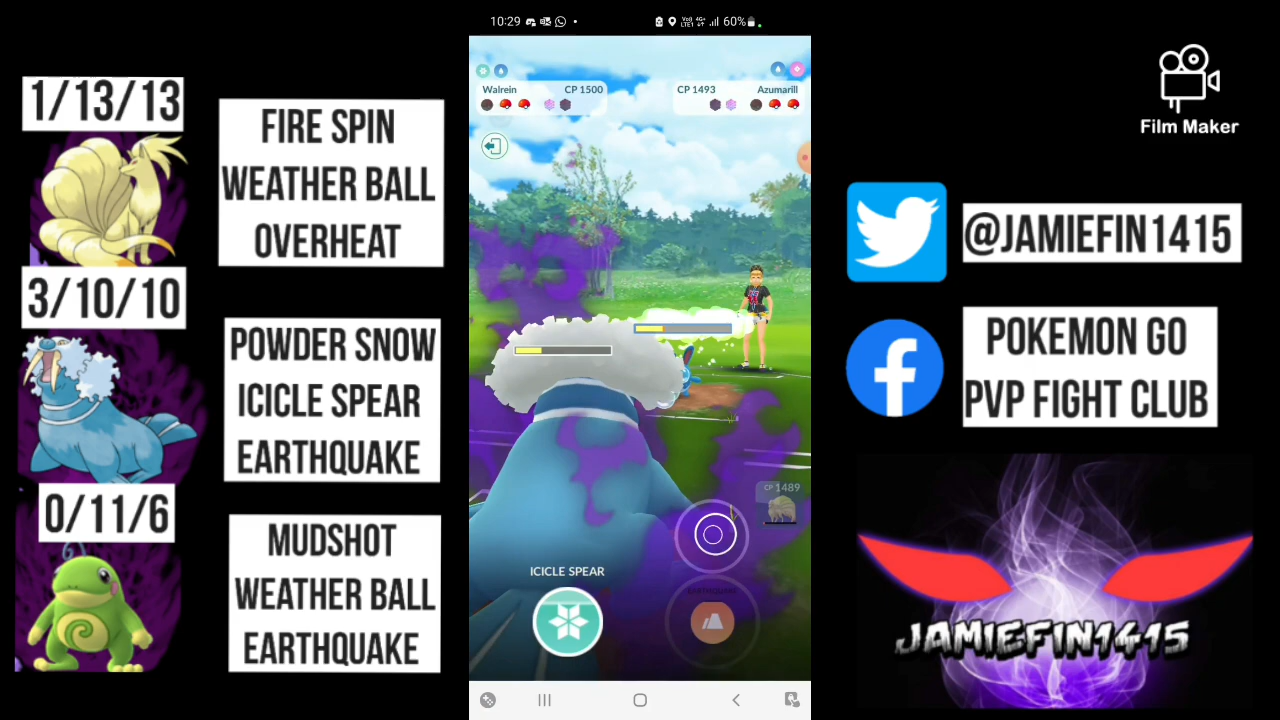 1/13/13
FIRE SPIN
WEATHER BALL
OVERHEAT
3/10/10
POWDER SNOW
ICICLE SPEAR
EARTHQUAKE
0/11/6
MUDSHOT
WEATHER BALL
EARTHQUAKE
10:29
60%
Walrein
CP 1500
CP 1493
Azumarill
CP 1489
ICICLE SPEAR
EARTHQUAKE
Film Maker
@JAMIEFIN1415
POKEMON GO
PVP FIGHT CLUB
JAMIEFIN1415